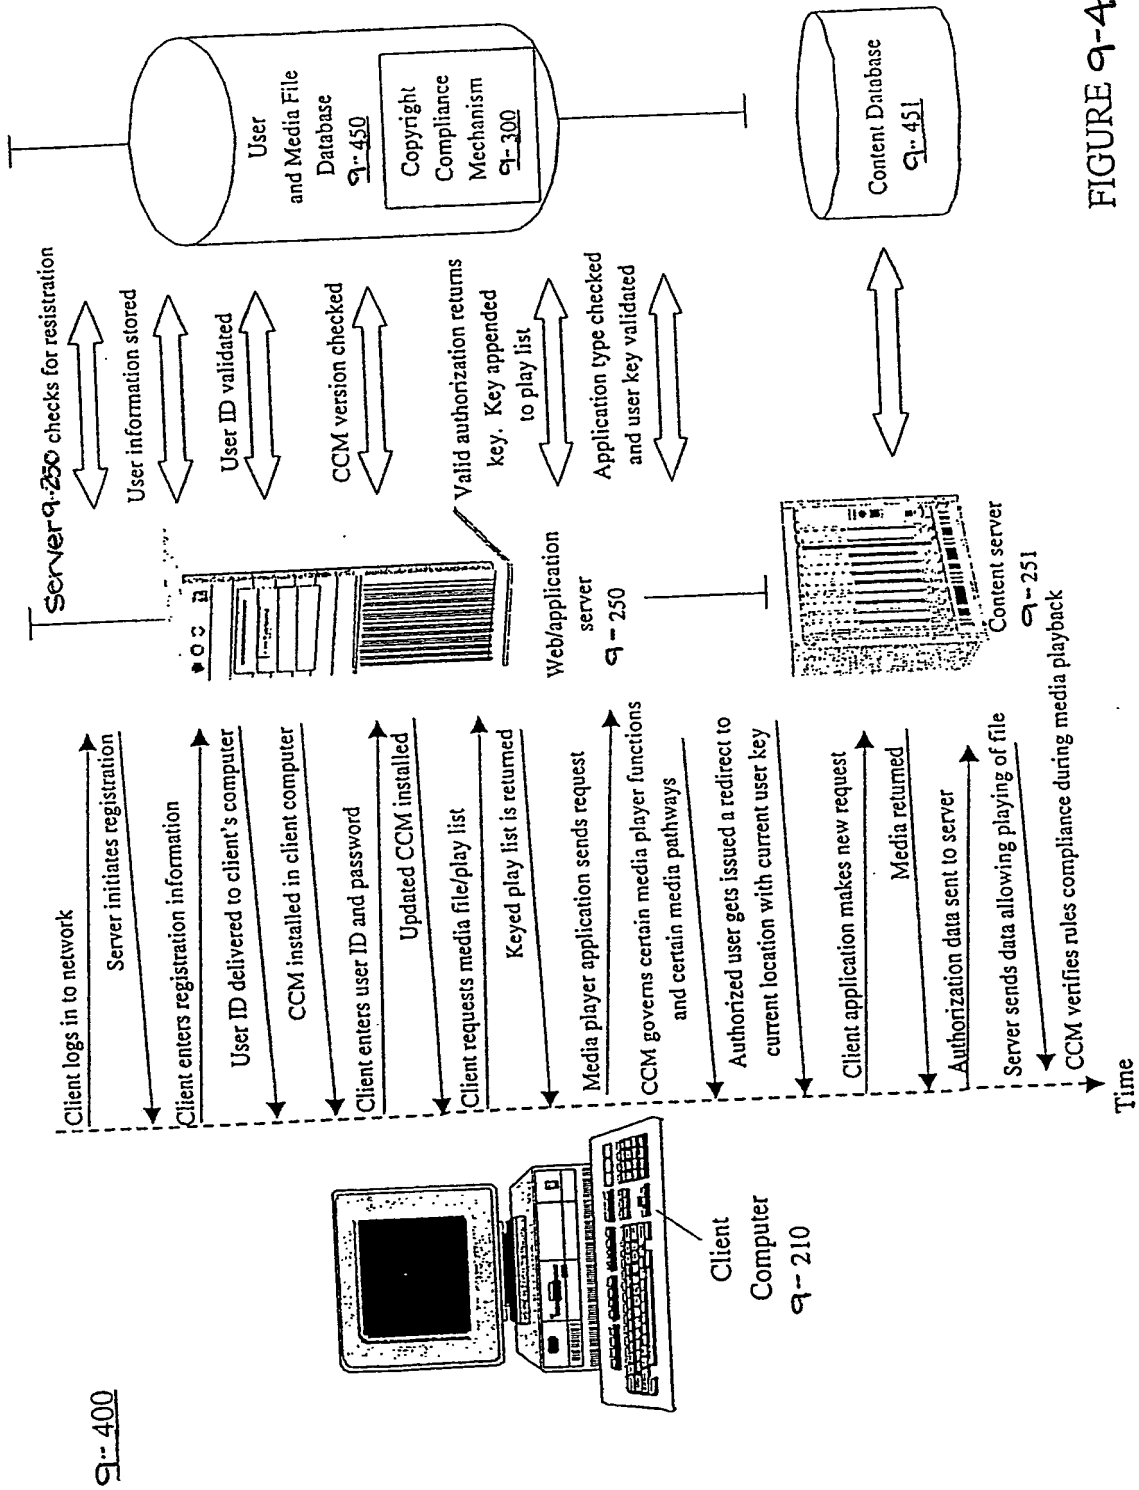 9-400
Client
Computer
9-210
Client logs in to network
Server initiates registration
Client enters registration information
User ID delivered to client's computer
CCM installed in client computer
Client enters user ID and password
Updated CCM installed
Client requests media file/play list
Keyed play list is returned
Media player application sends request
CCM governs certain media player functions
and certain media pathways
Authorized user gets issued a redirect to
current location with current user key
Client application makes new request
Media returned
Authorization data sent to server
Server sends data allowing playing of file
CCM verifies rules compliance during media playback
Time
Web/application
server
9-250
Content server
9-251
Server 9-250 checks for resistration
User information stored
User ID validated
CCM version checked
Valid authorization returns
key. Key appended
to play list
Application type checked
and user key validated
User
and Media File
Database
9-450
Copyright
Compliance
Mechanism
9-300
Content Database
9-451
FIGURE 9-4